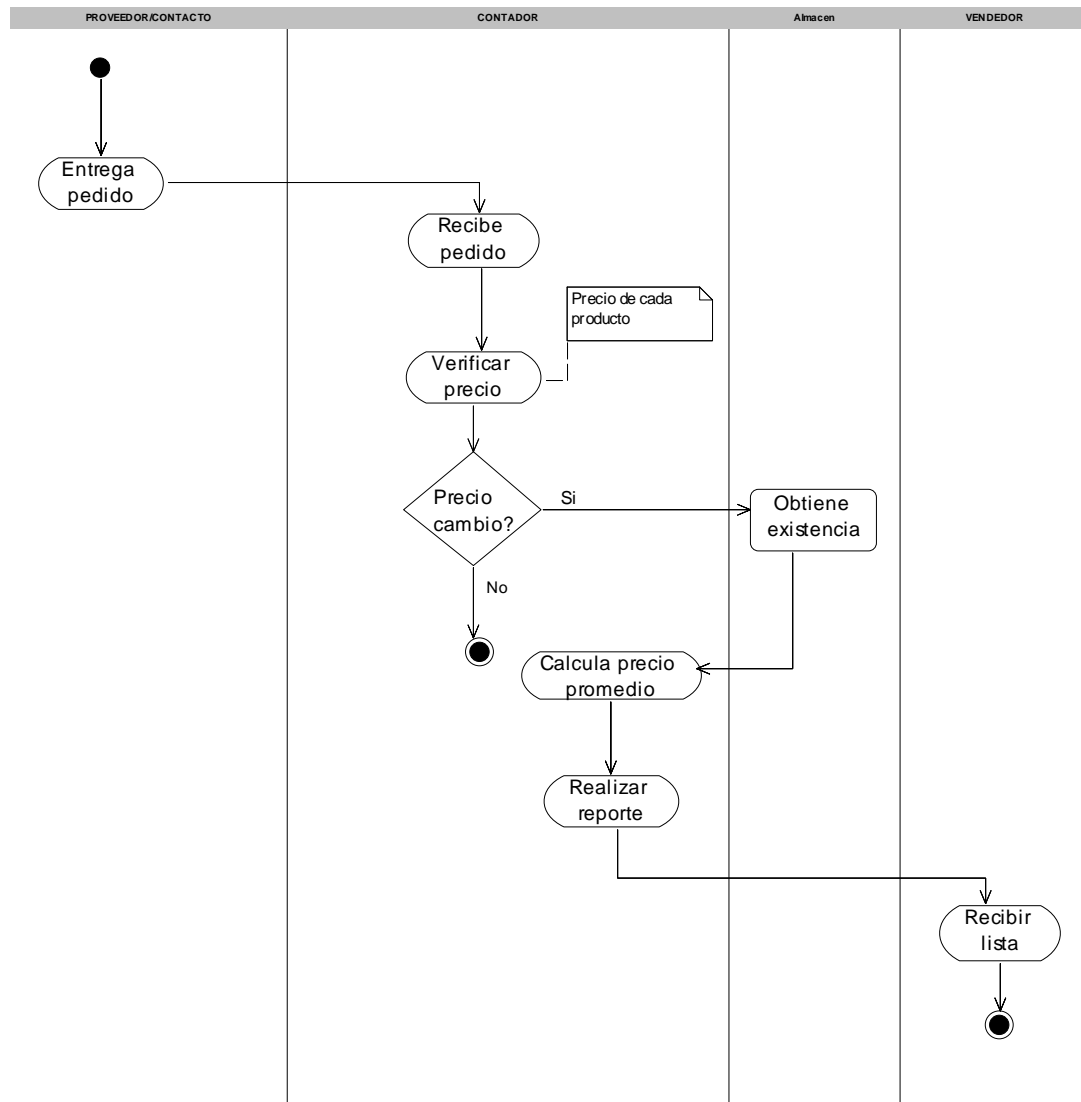 PROVEEDOR/CONTACTO
CONTADOR
Almacen
VENDEDOR
Entrega
pedido
Recibe
pedido
Precio de cada
producto
Verificar
precio
Precio
cambio?
Si
Obtiene
existencia
No
Calcula precio
promedio
Realizar
reporte
Recibir
lista